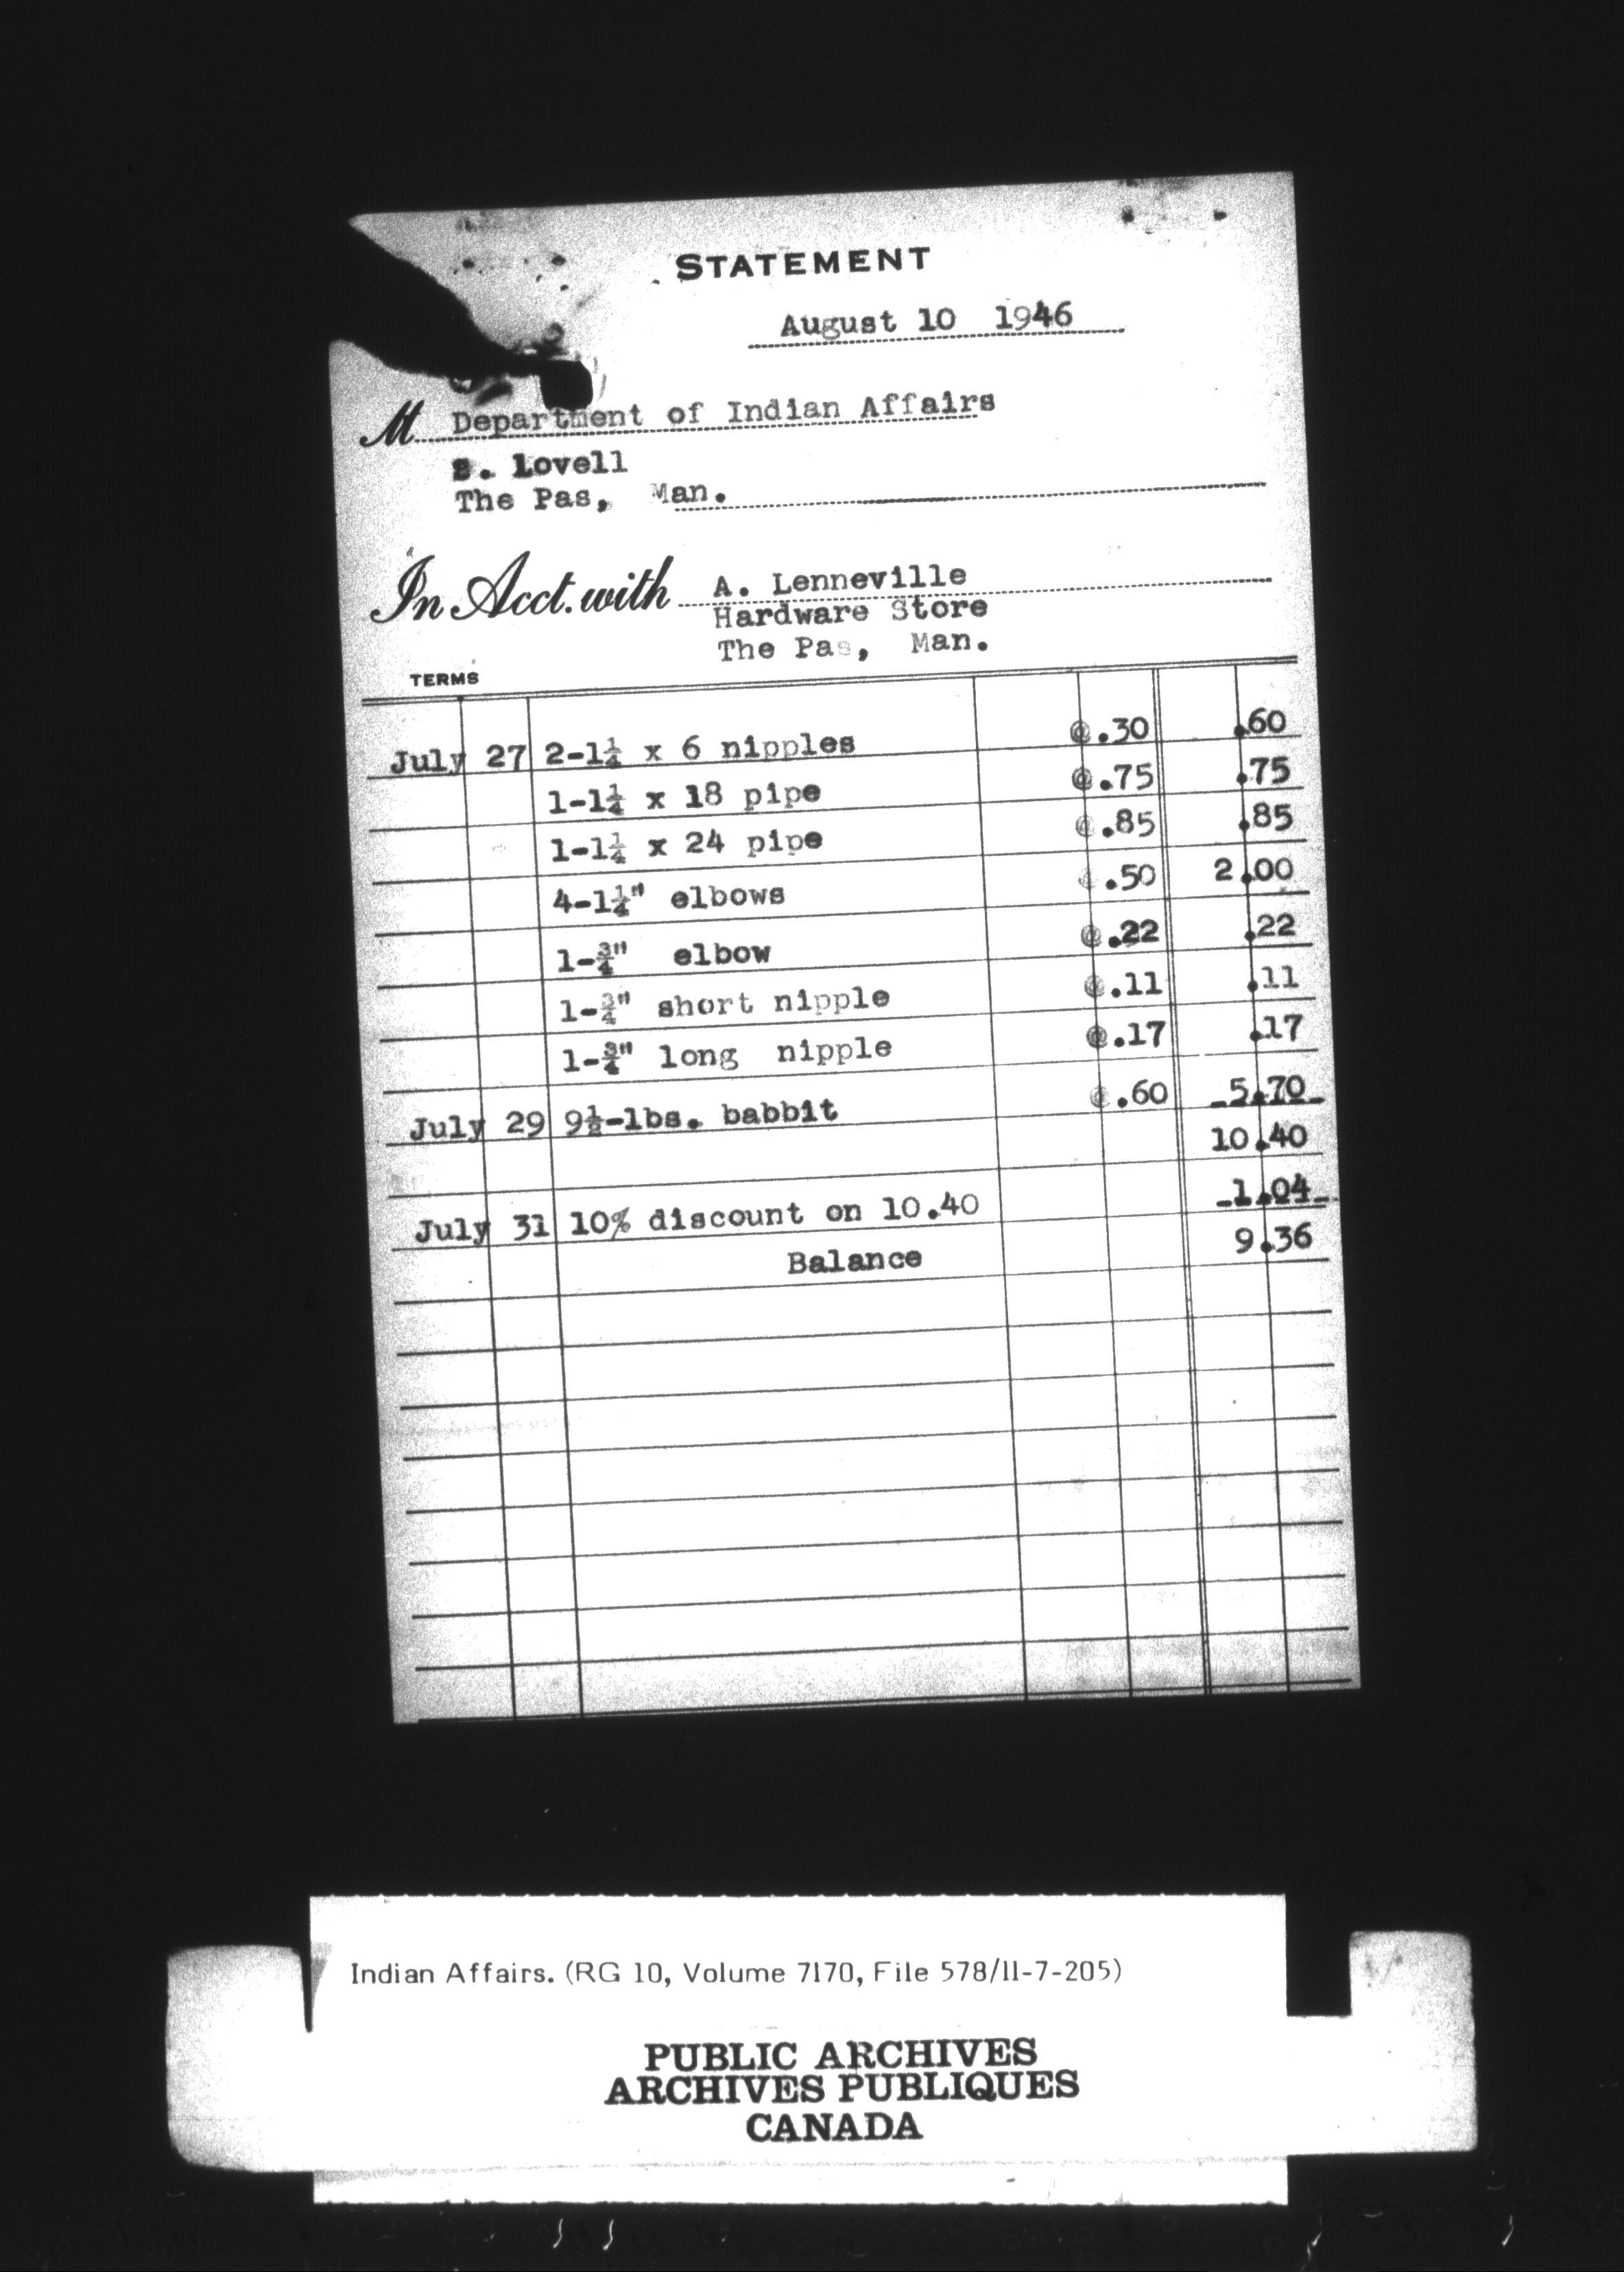 STATEMENT
August 10 1946
M Department of Indian Affairs
S. Lovell
The Pas, Man.
In Acct. with A. Lenneville
Hardware Store
The Pas, Man.
TERMS
July 27 2-1¼ x 6 nipples @.30 .60
1-1¼ x 18 pipe @.75 .75
1-1¼ x 24 pipe @.85 .85
4-1¼" elbows @.50 2.00
1-¾" elbow @.22 .22
1-¾" short nipple @.11 .11
1-¾" long nipple @.17 .17
July 29 9½-lbs. babbit @.60 5.70
10.40
July 31 10% discount on 10.40 1.04
Balance 9.36
Indian Affairs. (RG 10, Volume 7170, File 578/11-7-205)
PUBLIC ARCHIVES
ARCHIVES PUBLIQUES
CANADA